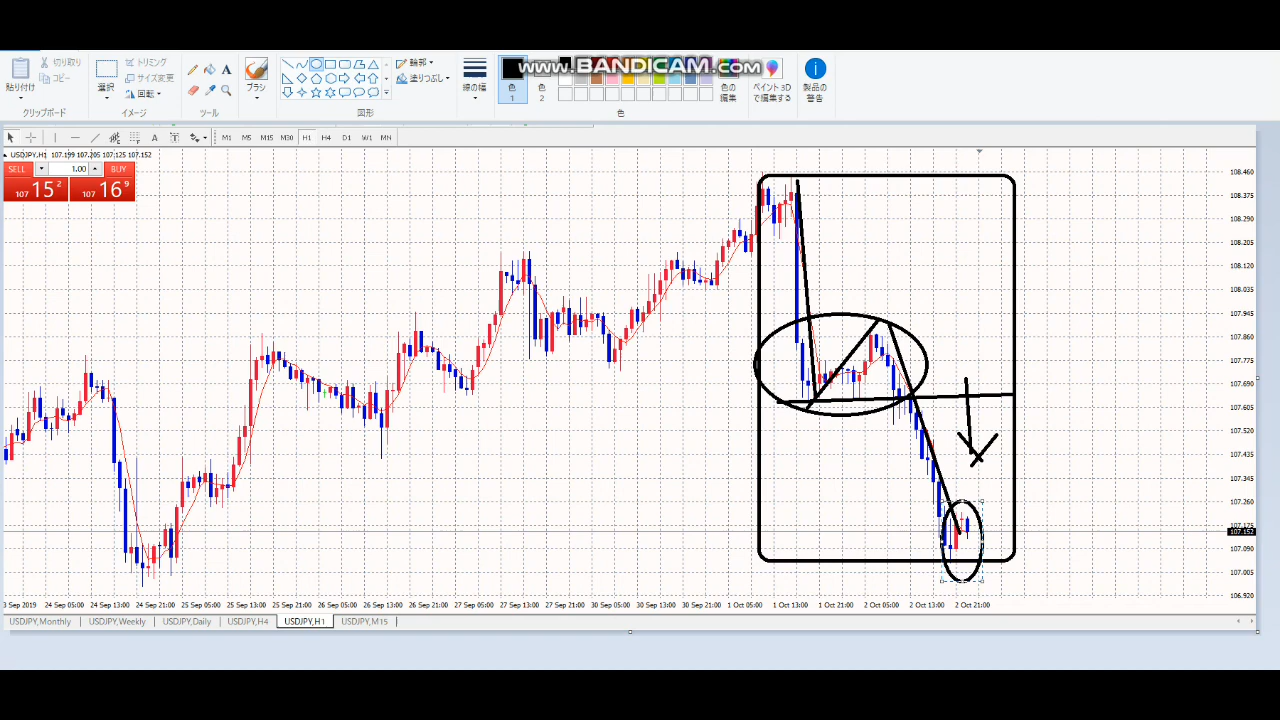 www.BANDICAM.com
貼り付け
切り取り
コピー
クリップボード
選択
トリミング
サイズ変更
回転
イメージ
A
ツール
ブラシ
輪郭
塗りつぶし
図形
線の幅
色
1
色
2
色の
編集
色
ペイント 3D
で編集する
製品の
警告
A T M1 M5 M15 M30 H1 H4 D1 W1 MN
USDJPY,H1 107.199 107.205 107.125 107.152
SELL 1.00 BUY
107 15 2 107 16 9
108.460
108.375
108.290
108.205
108.120
108.035
107.945
107.860
107.775
107.690
107.605
107.520
107.435
107.350
107.260
107.175
107.152
107.090
107.005
106.920
3 Sep 2019 24 Sep 05:00 24 Sep 13:00 24 Sep 21:00 25 Sep 05:00 25 Sep 13:00 25 Sep 21:00 26 Sep 05:00 26 Sep 13:00 26 Sep 21:00 27 Sep 05:00 27 Sep 13:00 27 Sep 21:00 30 Sep 05:00 30 Sep 13:00 30 Sep 21:00 1 Oct 05:00 1 Oct 13:00 1 Oct 21:00 2 Oct 05:00 2 Oct 13:00 2 Oct 21:00
USDJPY,Monthly USDJPY,Weekly USDJPY,Daily USDJPY,H4 USDJPY,H1 USDJPY,M15